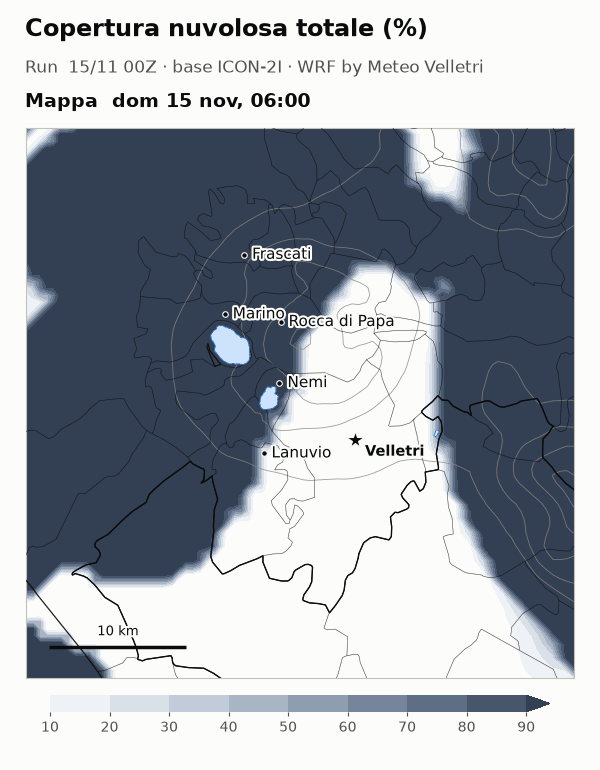 Copertura nuvolosa totale (%)
Run  15/11 00Z · base ICON-2I · WRF by Meteo Velletri
Mappa  dom 15 nov, 06:00
Frascati
Marino
Rocca di Papa
Nemi
Velletri
Lanuvio
10 km
10 20 30 40 50 60 70 80 90